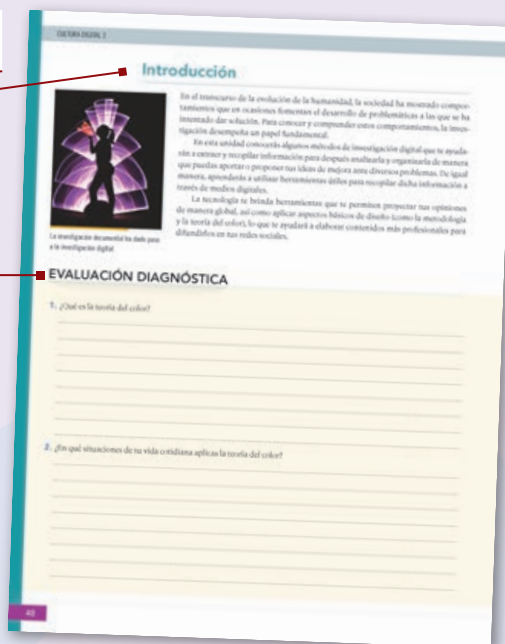 CULTURA DIGITAL 2
Introducción
En el transcurso de la evolución de la humanidad, la sociedad ha mostrado compor-
tamientos que en ocasiones fomentan el desarrollo de problemáticas a las que se ha
intentado dar solución. Para conocer y comprender estos comportamientos, la inves-
tigación desempeña un papel fundamental.
En esta unidad conocerás algunos métodos de investigación digital que te ayuda-
rán a extraer y recopilar información para después analizarla y organizarla de manera
que puedas aportar o proponer tus ideas de mejora ante diversos problemas. De igual
manera, aprenderás a utilizar herramientas útiles para recopilar dicha información a
través de medios digitales.
La tecnología te brinda herramientas que te permiten proyectar tus opiniones
de manera global, así como aplicar aspectos básicos de diseño (como la metodología
y la teoría del color), lo que te ayudará a elaborar contenidos más profesionales para
difundirlos en tus redes sociales.
La investigación documental ha dado paso
a la investigación digital.
EVALUACIÓN DIAGNÓSTICA
1. ¿Qué es la teoría del color?
2. ¿En qué situaciones de tu vida cotidiana aplicas la teoría del color?